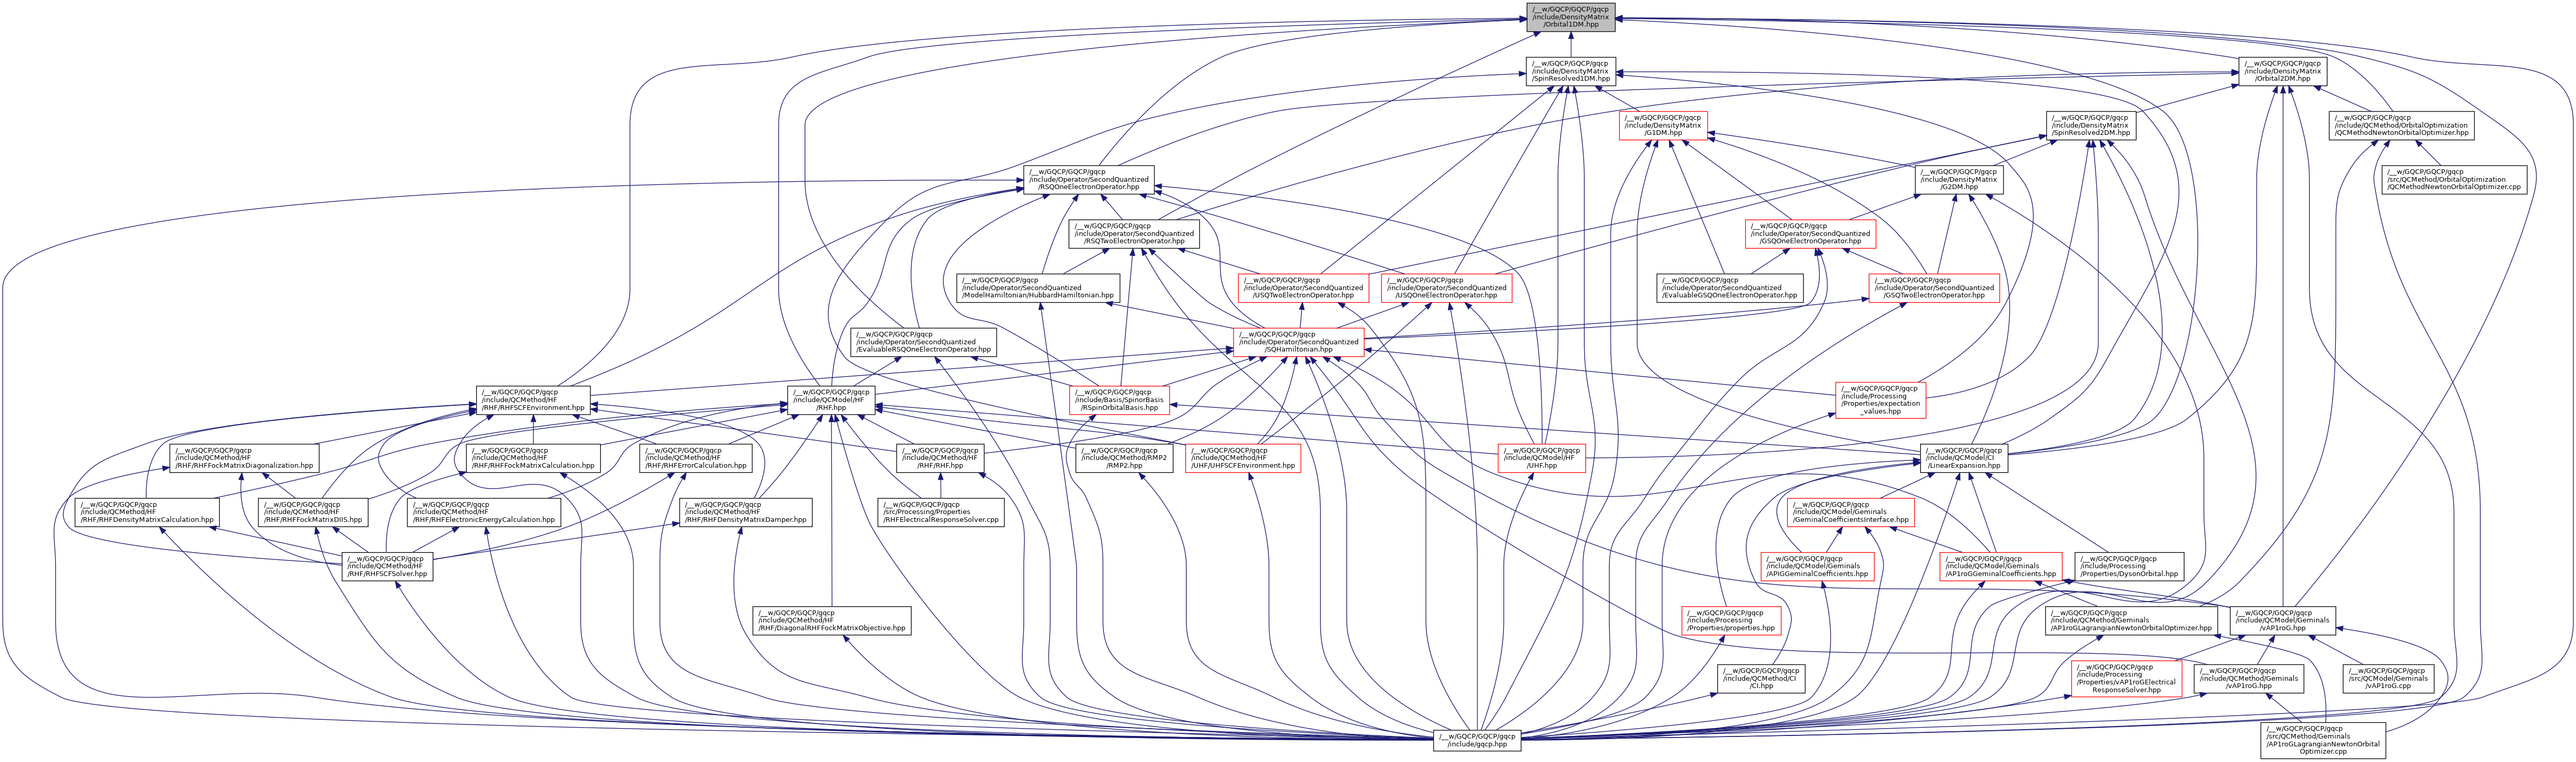 /__w/GQCP/GQCP/gqcp
/include/DensityMatrix
/Orbital1DM.hpp
/__w/GQCP/GQCP/gqcp
/include/DensityMatrix
/SpinResolved1DM.hpp
/__w/GQCP/GQCP/gqcp
/include/DensityMatrix
/Orbital2DM.hpp
/__w/GQCP/GQCP/gqcp
/include/DensityMatrix
/G1DM.hpp
/__w/GQCP/GQCP/gqcp
/include/DensityMatrix
/SpinResolved2DM.hpp
/__w/GQCP/GQCP/gqcp
/include/QCMethod/OrbitalOptimization
/QCMethodNewtonOrbitalOptimizer.hpp
/__w/GQCP/GQCP/gqcp
/include/Operator/SecondQuantized
/RSQOneElectronOperator.hpp
/__w/GQCP/GQCP/gqcp
/include/DensityMatrix
/G2DM.hpp
/__w/GQCP/GQCP/gqcp
/src/QCMethod/OrbitalOptimization
/QCMethodNewtonOrbitalOptimizer.cpp
/__w/GQCP/GQCP/gqcp
/include/Operator/SecondQuantized
/RSQTwoElectronOperator.hpp
/__w/GQCP/GQCP/gqcp
/include/Operator/SecondQuantized
/GSQOneElectronOperator.hpp
/__w/GQCP/GQCP/gqcp
/include/Operator/SecondQuantized
/ModelHamiltonian/HubbardHamiltonian.hpp
/__w/GQCP/GQCP/gqcp
/include/Operator/SecondQuantized
/USQTwoElectronOperator.hpp
/__w/GQCP/GQCP/gqcp
/include/Operator/SecondQuantized
/USQOneElectronOperator.hpp
/__w/GQCP/GQCP/gqcp
/include/Operator/SecondQuantized
/EvaluableGSQOneElectronOperator.hpp
/__w/GQCP/GQCP/gqcp
/include/Operator/SecondQuantized
/GSQTwoElectronOperator.hpp
/__w/GQCP/GQCP/gqcp
/include/Operator/SecondQuantized
/EvaluableRSQOneElectronOperator.hpp
/__w/GQCP/GQCP/gqcp
/include/Operator/SecondQuantized
/SQHamiltonian.hpp
/__w/GQCP/GQCP/gqcp
/include/QCMethod/HF
/RHF/RHFSCFEnvironment.hpp
/__w/GQCP/GQCP/gqcp
/include/QCModel/HF
/RHF.hpp
/__w/GQCP/GQCP/gqcp
/include/Basis/SpinorBasis
/RSpinOrbitalBasis.hpp
/__w/GQCP/GQCP/gqcp
/include/Processing
/Properties/expectation
_values.hpp
/__w/GQCP/GQCP/gqcp
/include/QCMethod/HF
/RHF/RHFFockMatrixDiagonalization.hpp
/__w/GQCP/GQCP/gqcp
/include/QCMethod/HF
/RHF/RHFFockMatrixCalculation.hpp
/__w/GQCP/GQCP/gqcp
/include/QCMethod/HF
/RHF/RHFErrorCalculation.hpp
/__w/GQCP/GQCP/gqcp
/include/QCMethod/HF
/RHF/RHF.hpp
/__w/GQCP/GQCP/gqcp
/include/QCMethod/RMP2
/RMP2.hpp
/__w/GQCP/GQCP/gqcp
/include/QCMethod/HF
/UHF/UHFSCFEnvironment.hpp
/__w/GQCP/GQCP/gqcp
/include/QCModel/HF
/UHF.hpp
/__w/GQCP/GQCP/gqcp
/include/QCModel/CI
/LinearExpansion.hpp
/__w/GQCP/GQCP/gqcp
/include/QCMethod/HF
/RHF/RHFDensityMatrixCalculation.hpp
/__w/GQCP/GQCP/gqcp
/include/QCMethod/HF
/RHF/RHFFockMatrixDIIS.hpp
/__w/GQCP/GQCP/gqcp
/include/QCMethod/HF
/RHF/RHFElectronicEnergyCalculation.hpp
/__w/GQCP/GQCP/gqcp
/include/QCMethod/HF
/RHF/RHFDensityMatrixDamper.hpp
/__w/GQCP/GQCP/gqcp
/src/Processing/Properties
/RHFElectricalResponseSolver.cpp
/__w/GQCP/GQCP/gqcp
/include/QCModel/Geminals
/GeminalCoefficientsInterface.hpp
/__w/GQCP/GQCP/gqcp
/include/QCMethod/HF
/RHF/RHFSCFSolver.hpp
/__w/GQCP/GQCP/gqcp
/include/QCModel/Geminals
/APIGGeminalCoefficients.hpp
/__w/GQCP/GQCP/gqcp
/include/QCModel/Geminals
/AP1roGGeminalCoefficients.hpp
/__w/GQCP/GQCP/gqcp
/include/Processing
/Properties/DysonOrbital.hpp
/__w/GQCP/GQCP/gqcp
/include/QCMethod/HF
/RHF/DiagonalRHFFockMatrixObjective.hpp
/__w/GQCP/GQCP/gqcp
/include/Processing
/Properties/properties.hpp
/__w/GQCP/GQCP/gqcp
/include/QCMethod/Geminals
/AP1roGLagrangianNewtonOrbitalOptimizer.hpp
/__w/GQCP/GQCP/gqcp
/include/QCModel/Geminals
/vAP1roG.hpp
/__w/GQCP/GQCP/gqcp
/include/QCMethod/CI
/CI.hpp
/__w/GQCP/GQCP/gqcp
/include/Processing
/Properties/vAP1roGElectrical
ResponseSolver.hpp
/__w/GQCP/GQCP/gqcp
/include/QCMethod/Geminals
/vAP1roG.hpp
/__w/GQCP/GQCP/gqcp
/src/QCModel/Geminals
/vAP1roG.cpp
/__w/GQCP/GQCP/gqcp
/include/gqcp.hpp
/__w/GQCP/GQCP/gqcp
/src/QCMethod/Geminals
/AP1roGLagrangianNewtonOrbital
Optimizer.cpp